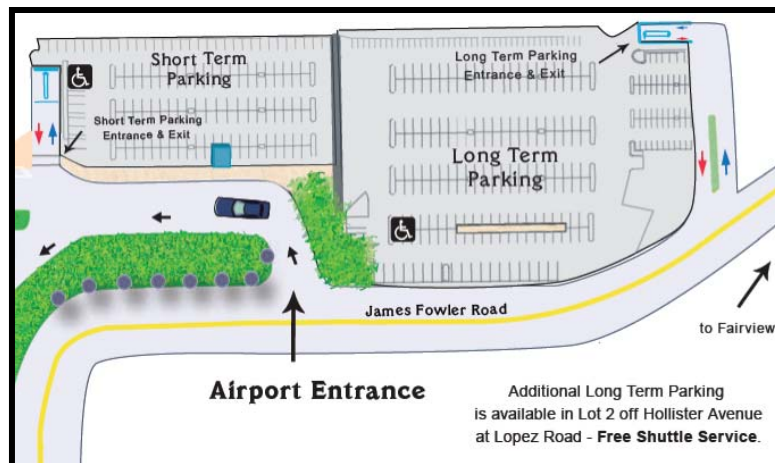 Short Term
Parking
Short Term Parking
Entrance & Exit
Long Term Parking
Entrance & Exit
Long Term
Parking
James Fowler Road
to Fairview
Airport Entrance
Additional Long Term Parking
is available in Lot 2 off Hollister Avenue
at Lopez Road - Free Shuttle Service.